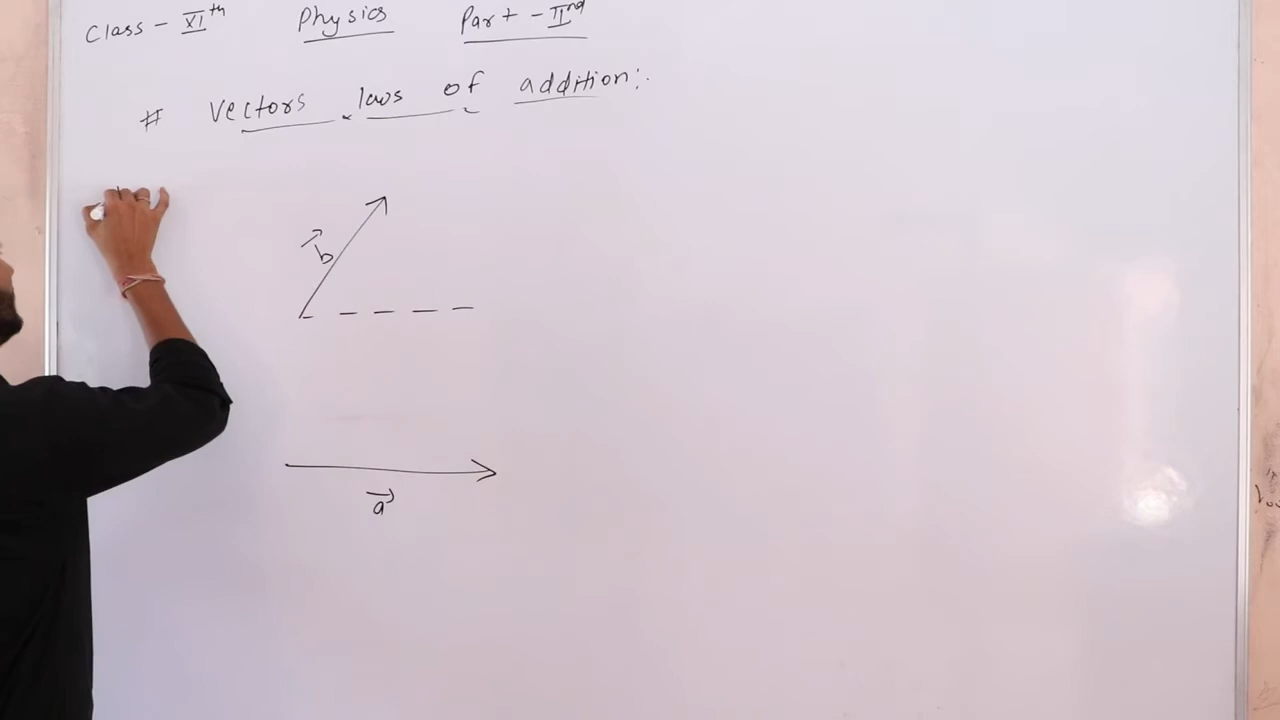 Class - XIth Physics Part - IInd
# Vectors laws of addition:
b
a